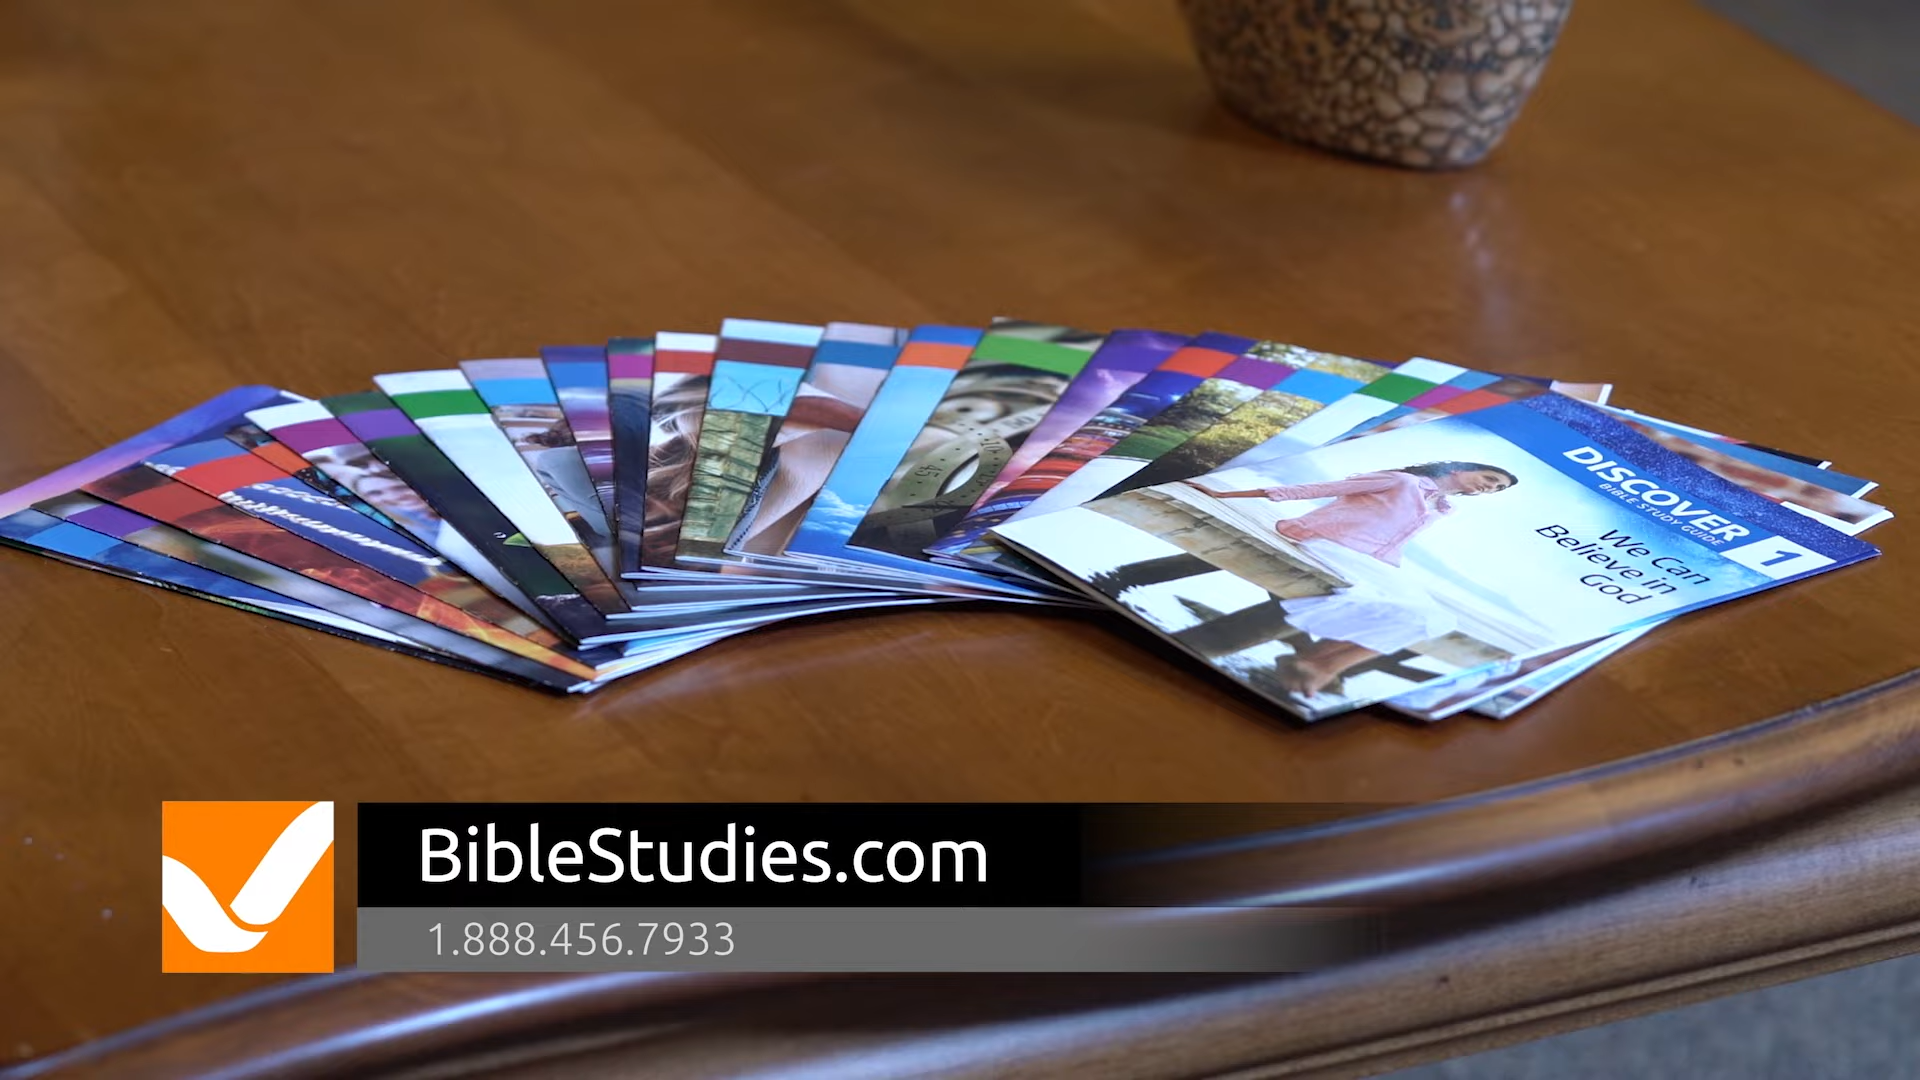 DISCOVER
BIBLE STUDY GUIDE
1
We Can
Believe in
God
BibleStudies.com
1.888.456.7933